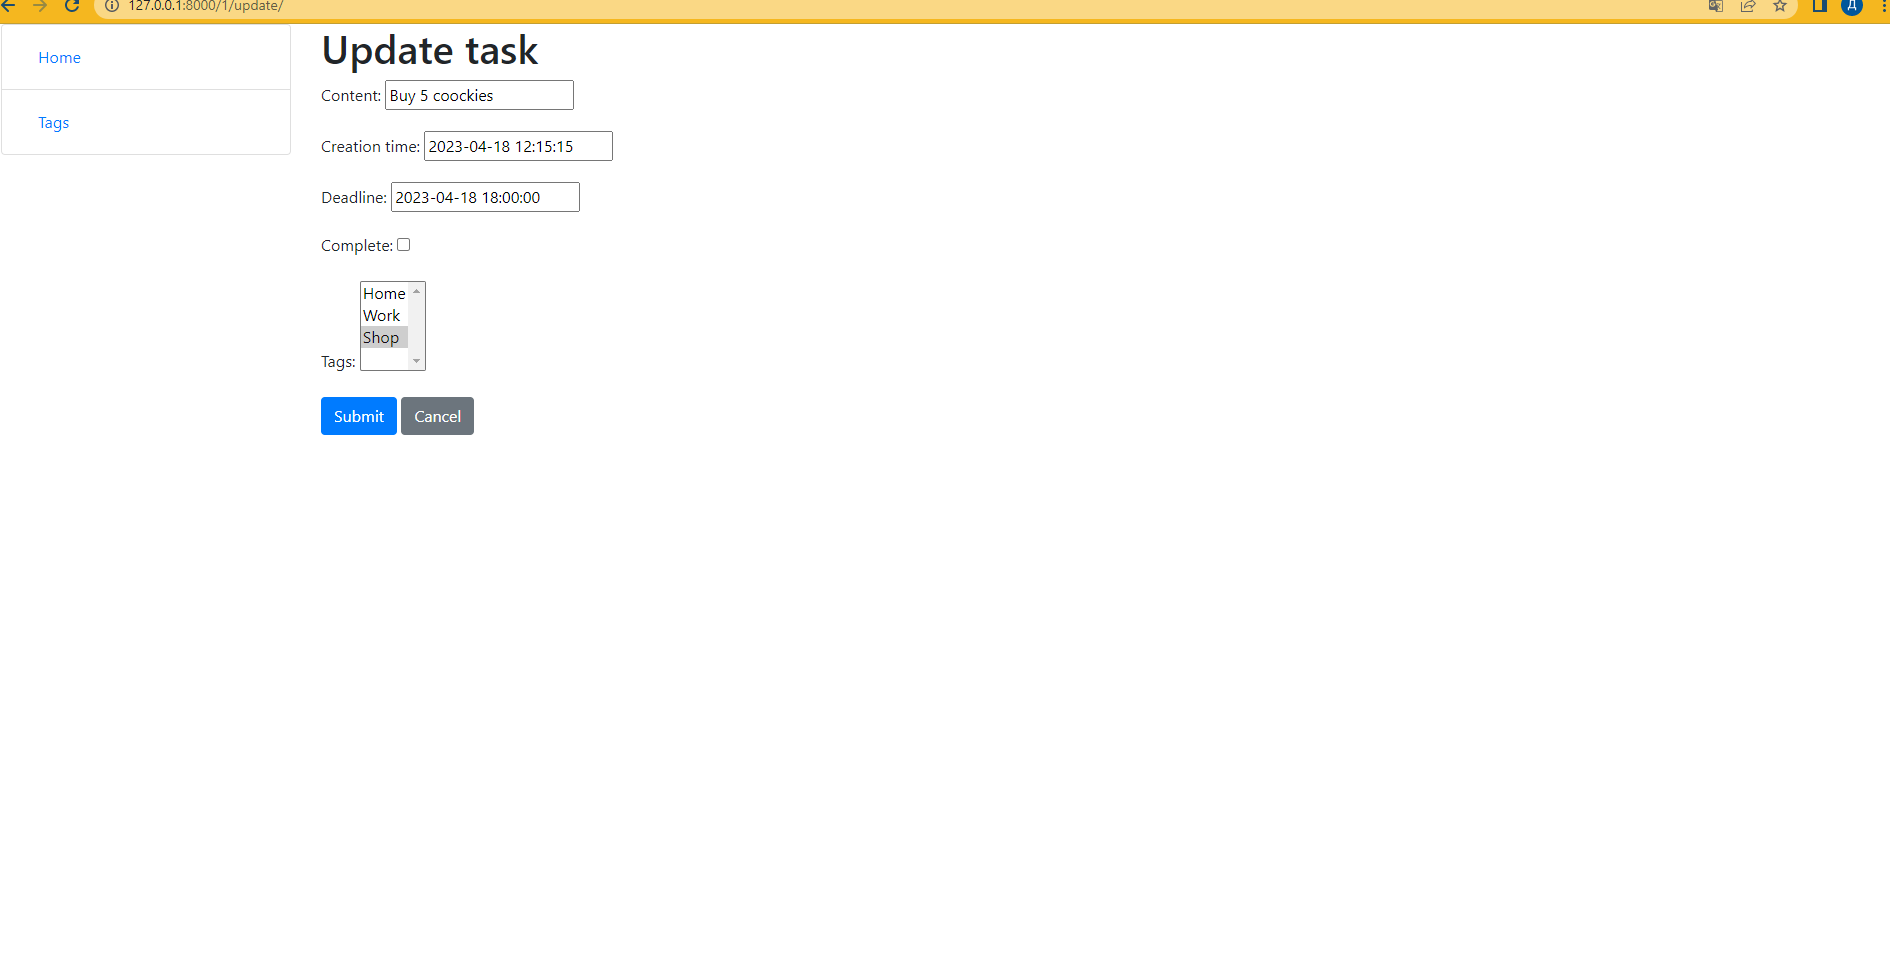 127.0.0.1:8000/1/update/
Д
Home
Tags
Update task
Content: Buy 5 coockies
Creation time: 2023-04-18 12:15:15
Deadline: 2023-04-18 18:00:00
Complete:
Home
Work
Shop
Tags:
Submit Cancel